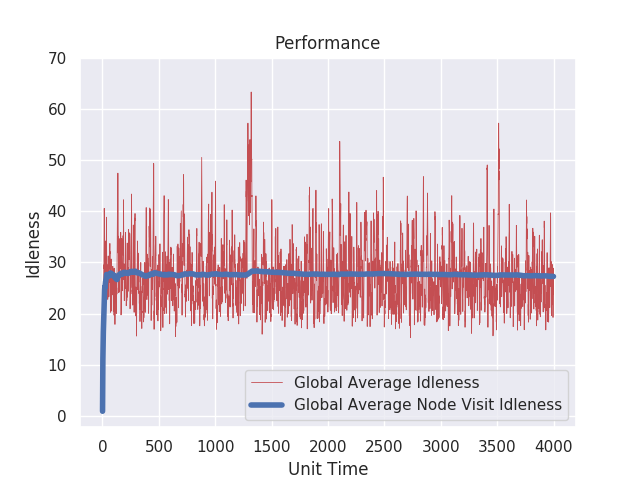 Performance
70
60
50
40
30
20
10
0
Idleness
Global Average Idleness
Global Average Node Visit Idleness
0 500 1000 1500 2000 2500 3000 3500 4000
Unit Time